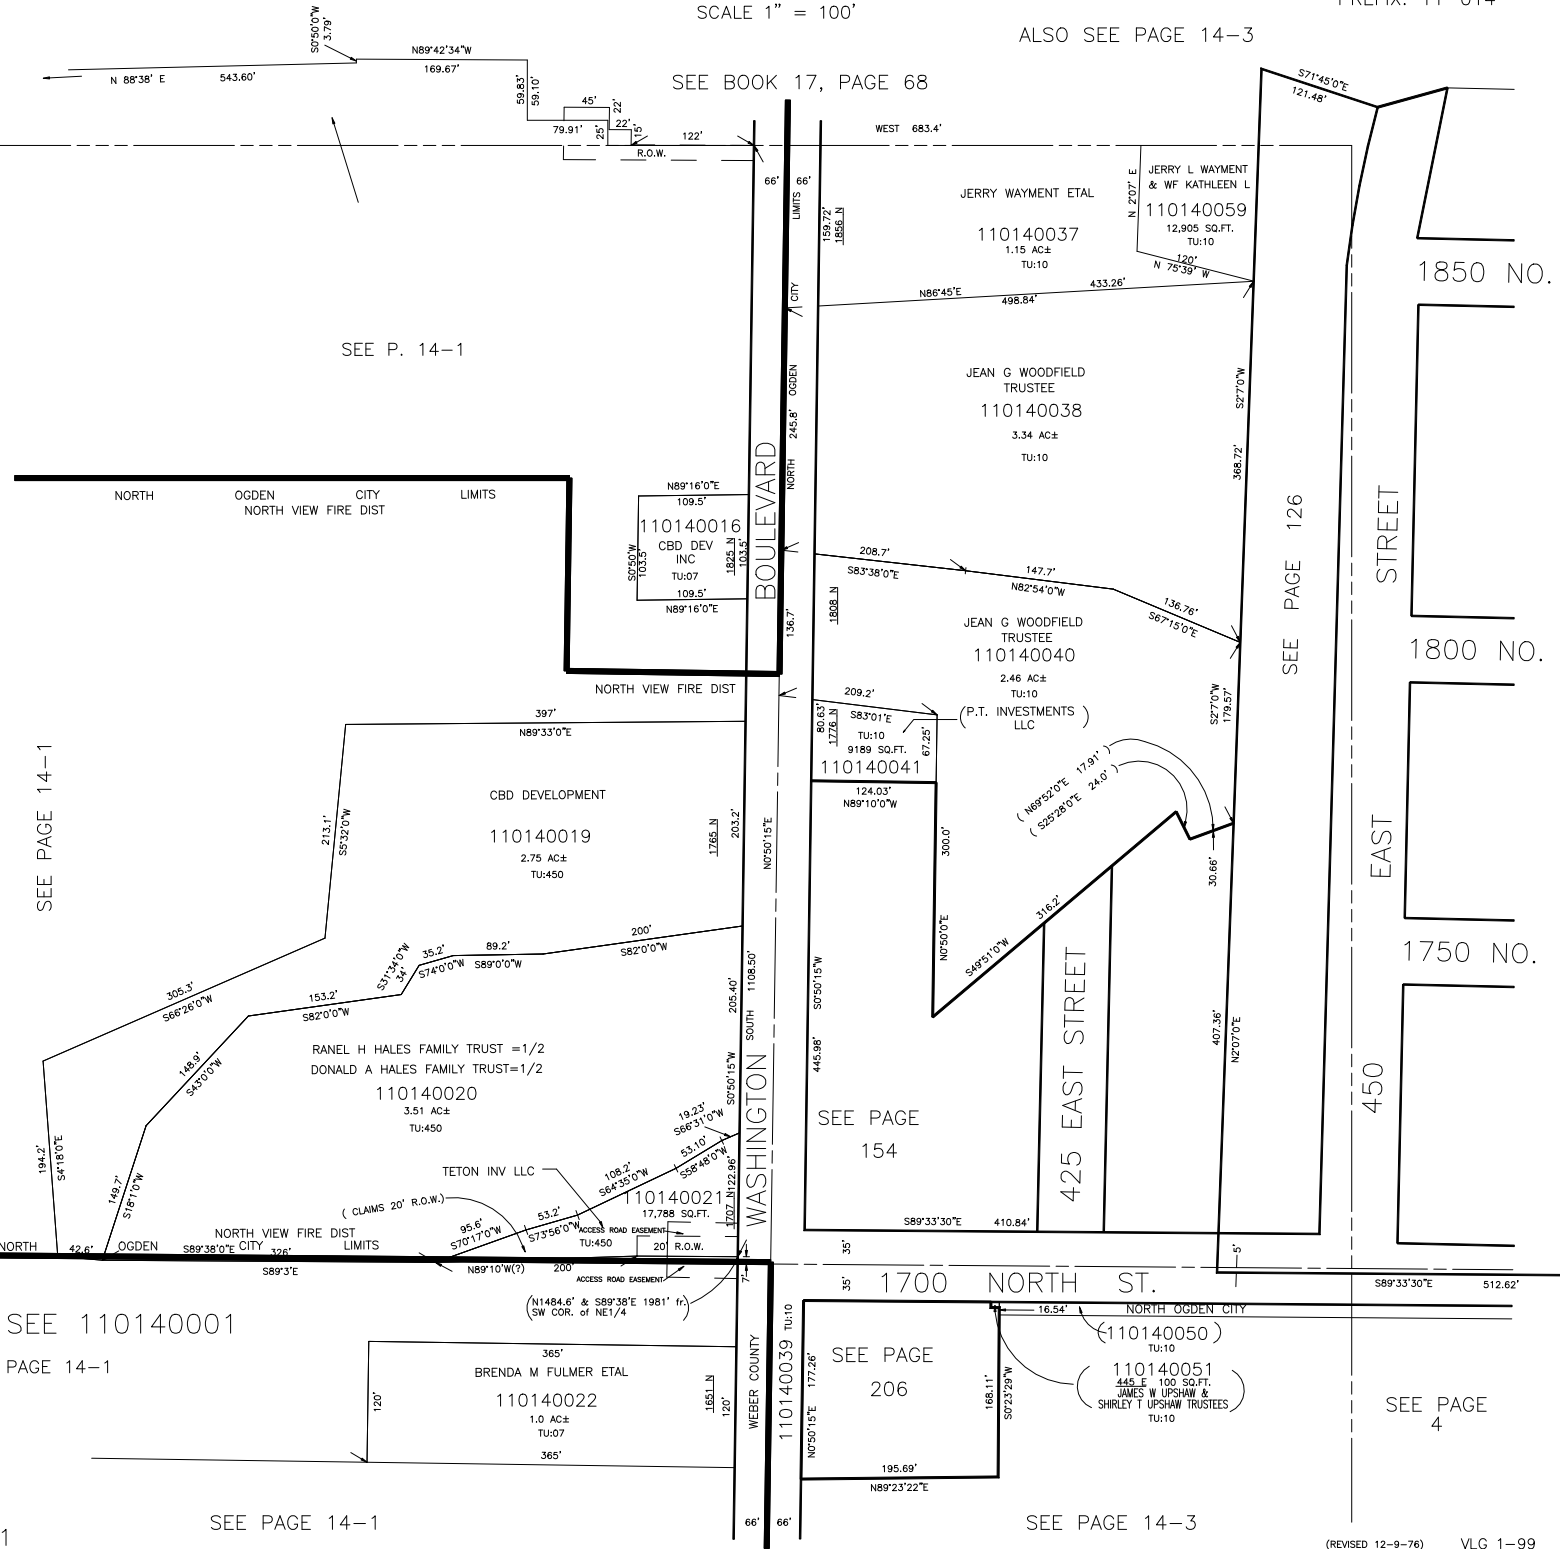 SCALE 1" = 100'
ALSO SEE PAGE 14-3
SEE BOOK 17, PAGE 68
S0°50'0"W
3.79'
N 88°38' E
543.60'
N89°42'34"W
169.67'
59.83'
59.10'
45'
22'
79.91'
25'
22'
15'
122'
R.O.W.
WEST 683.4'
S71°45'0"E
121.48'
66'
66'
NORTH OGDEN CITY LIMITS
159.72'
1856 N
JERRY WAYMENT ETAL
110140037
1.15 AC±
TU:10
N 2°07' E
JERRY L WAYMENT
& WF KATHLEEN L
110140059
12,905 SQ.FT.
TU:10
120'
N 75°39' W
N86°45'E
433.26'
498.84'
1850 NO.
SEE P. 14-1
245.8'
JEAN G WOODFIELD
TRUSTEE
110140038
3.34 AC±
TU:10
S2°7'0"W
368.72'
NORTH OGDEN CITY LIMITS
NORTH VIEW FIRE DIST
N89°16'0"E
109.5'
110140016
CBD DEV
INC
TU:07
109.5'
N89°16'0"E
S0°50'W
103.5'
1825 N
103.5'
WASHINGTON BOULEVARD
136.7'
208.7'
S83°38'0"E
147.7'
N82°54'0"W
136.76'
S67°15'0"E
1808 N
JEAN G WOODFIELD
TRUSTEE
110140040
2.46 AC±
TU:10
(P.T. INVESTMENTS
LLC)
SEE PAGE 126
450 EAST STREET
1800 NO.
S2°7'0"W
179.57'
NORTH VIEW FIRE DIST
209.2'
S83°01'E
80.63'
1776 N
TU:10
9189 SQ.FT.
110140041
67.25'
124.03'
N89°10'0"W
397'
N89°33'0"E
SEE PAGE 14-1
213.1'
S5°32'0"W
CBD DEVELOPMENT
110140019
2.75 AC±
TU:450
1765 N
203.2'
N0°50'15"E
( N69°52'0"E 17.91' )
( S25°28'0"E 24.0' )
30.66'
300.0'
N0°50'0"E
316.2'
S49°51'0"W
1750 NO.
305.3'
S66°26'0"W
153.2'
S82°0'0"W
S31°34'0"W
34'
35.2'
S74°0'0"W
89.2'
S89°0'0"W
200'
S82°0'0"W
SOUTH 1108.50'
205.40'
S0°50'15"W
S0°50'15"W
445.98'
407.36'
N2°07'0"E
148.9'
S43°0'0"W
RANEL H HALES FAMILY TRUST =1/2
DONALD A HALES FAMILY TRUST=1/2
110140020
3.51 AC±
TU:450
194.2'
S4°18'0"E
149.7'
S18°1'0"W
19.23'
S66°31'0"W
53.10'
S58°48'0"W
108.2'
S64°35'0"W
TETON INV LLC
( CLAIMS 20' R.O.W.)
95.6'
S70°17'0"W
53.2'
S73°56'0"W
110140021
17,788 SQ.FT.
ACCESS ROAD EASEMENT
TU:450
20' R.O.W.
1707 N
122.96'
SEE PAGE
154
425 EAST STREET
S89°33'30"E 410.84'
NORTH VIEW FIRE DIST
NORTH OGDEN CITY LIMITS
42.6'
S89°38'0"E
326'
S89°3'E
N89°10'W(?)
200'
ACCESS ROAD EASEMENT
7'
(N1484.6' & S89°38'E 1981' fr.
SW COR. of NE1/4)
35'
35'
1700 NORTH ST.
5'
S89°33'30"E 512.62'
SEE 110140001
PAGE 14-1
365'
BRENDA M FULMER ETAL
110140022
1.0 AC±
TU:07
365'
120'
1651 N
120'
WEBER COUNTY
110140039 TU:10
N0°50'15"E 177.26'
SEE PAGE
206
168.11'
S0°23'29"W
195.69'
N89°23'22"E
16.54'
NORTH OGDEN CITY
(110140050 )
TU:10
110140051
445 E 100 SQ.FT.
JAMES W UPSHAW &
SHIRLEY T UPSHAW TRUSTEES
TU:10
SEE PAGE
4
SEE PAGE 14-1
66'
66'
SEE PAGE 14-3
(REVISED 12-9-76)
VLG 1-99